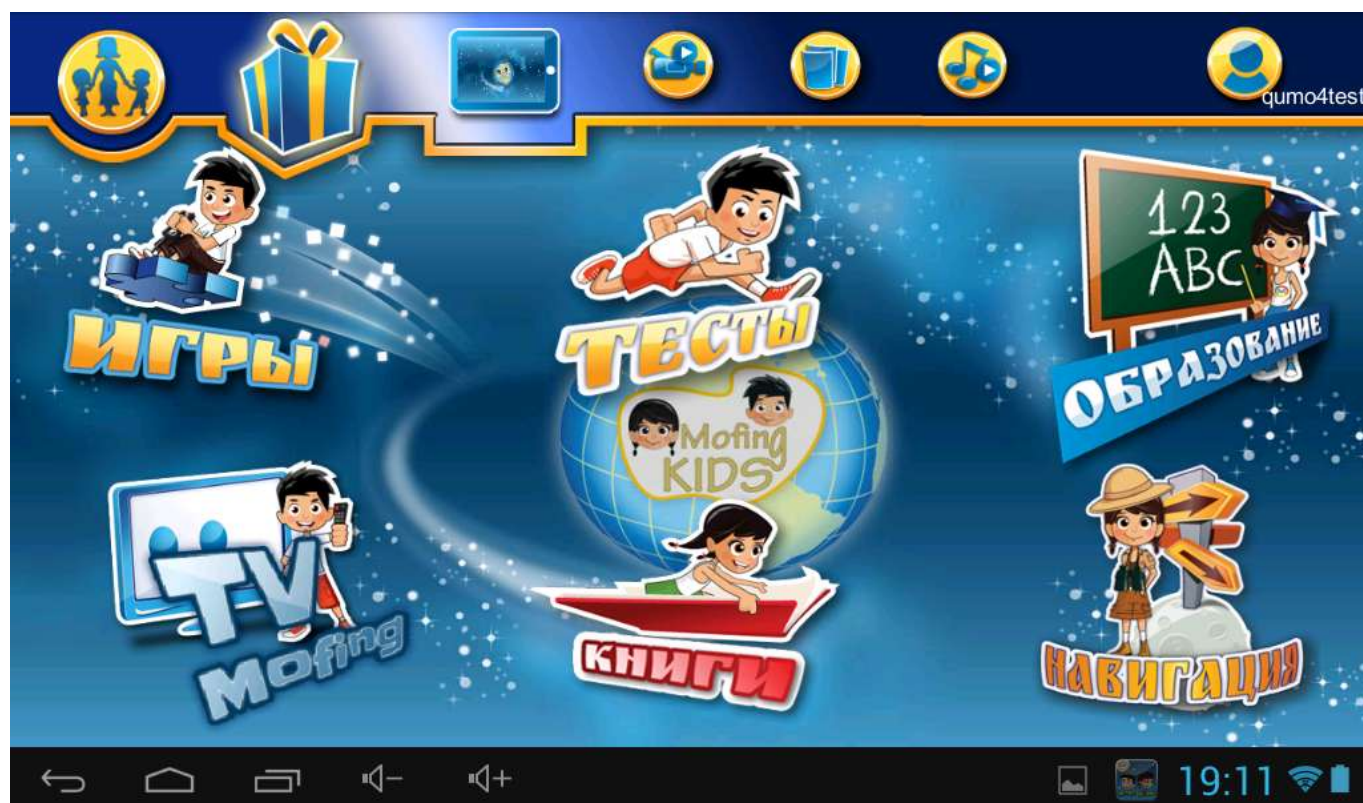 qumo4test
ИГРЫ
ТЕСТЫ
123
ABC
ОБРАЗОВАНИЕ
Mofing
KIDS
TV
Mofing
КНИГИ
НАВИГАЦИЯ
19:11